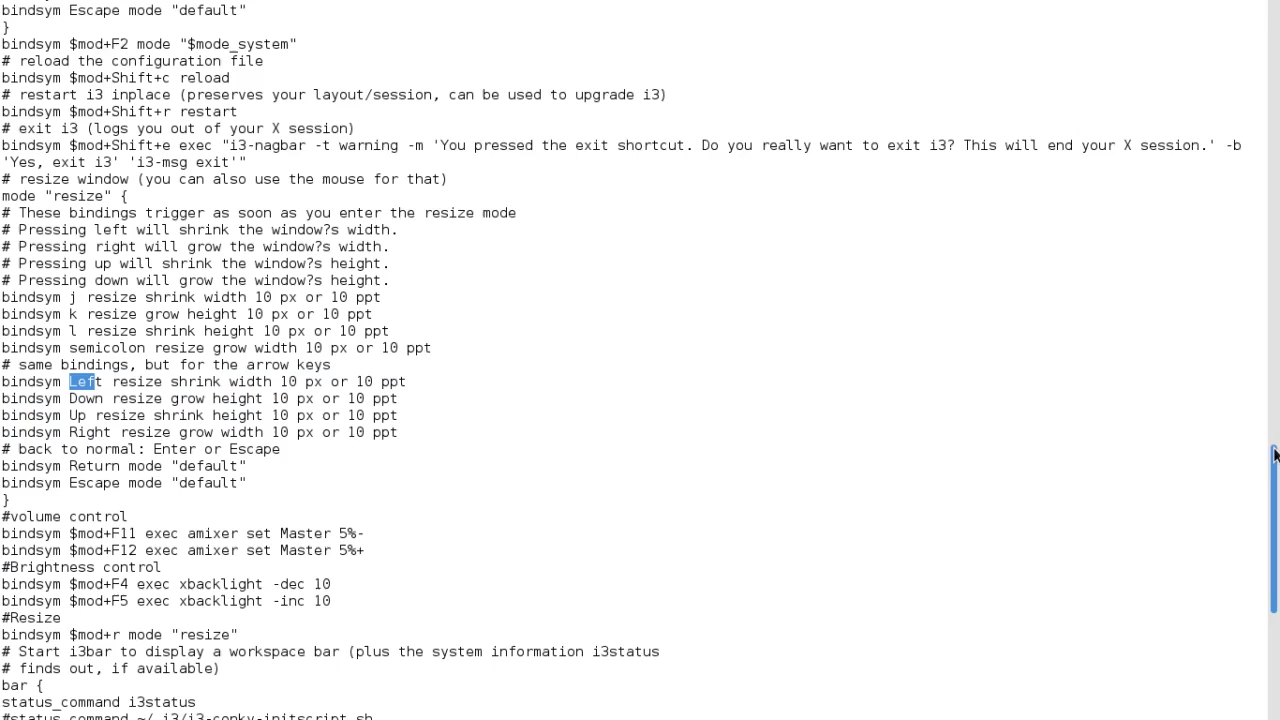 bindsym Escape mode "default"
}
bindsym $mod+F2 mode "$mode_system"
# reload the configuration file
bindsym $mod+Shift+c reload
# restart i3 inplace (preserves your layout/session, can be used to upgrade i3)
bindsym $mod+Shift+r restart
# exit i3 (logs you out of your X session)
bindsym $mod+Shift+e exec "i3-nagbar -t warning -m 'You pressed the exit shortcut. Do you really want to exit i3? This will end your X session.' -b
'Yes, exit i3' 'i3-msg exit'"
# resize window (you can also use the mouse for that)
mode "resize" {
# These bindings trigger as soon as you enter the resize mode
# Pressing left will shrink the window?s width.
# Pressing right will grow the window?s width.
# Pressing up will shrink the window?s height.
# Pressing down will grow the window?s height.
bindsym j resize shrink width 10 px or 10 ppt
bindsym k resize grow height 10 px or 10 ppt
bindsym l resize shrink height 10 px or 10 ppt
bindsym semicolon resize grow width 10 px or 10 ppt
# same bindings, but for the arrow keys
bindsym Left resize shrink width 10 px or 10 ppt
bindsym Down resize grow height 10 px or 10 ppt
bindsym Up resize shrink height 10 px or 10 ppt
bindsym Right resize grow width 10 px or 10 ppt
# back to normal: Enter or Escape
bindsym Return mode "default"
bindsym Escape mode "default"
}
#volume control
bindsym $mod+F11 exec amixer set Master 5%-
bindsym $mod+F12 exec amixer set Master 5%+
#Brightness control
bindsym $mod+F4 exec xbacklight -dec 10
bindsym $mod+F5 exec xbacklight -inc 10
#Resize
bindsym $mod+r mode "resize"
# Start i3bar to display a workspace bar (plus the system information i3status
# finds out, if available)
bar {
status_command i3status
#status_command ~/.i3/i3-conky-initscript.sh